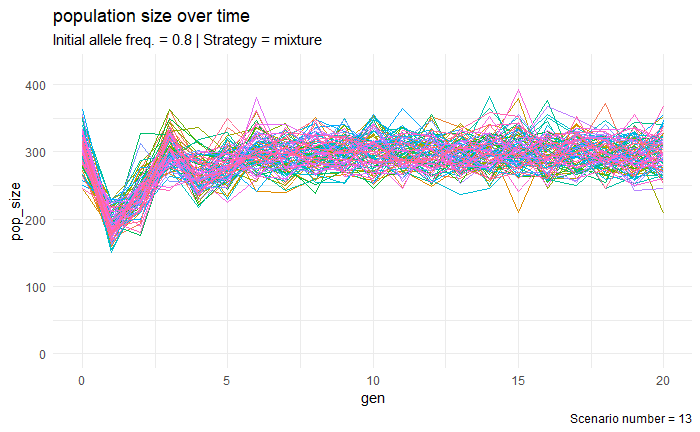 population size over time
Initial allele freq. = 0.8 | Strategy = mixture
400
300
200
100
0
pop_size
0 5 10 15 20
gen
Scenario number = 13